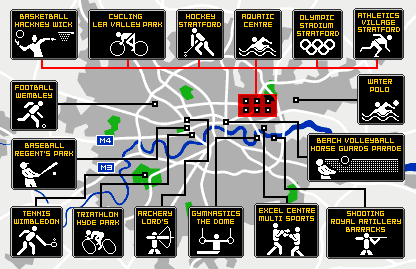 BASKETBALL
HACKNEY WICK
CYCLING
LEA VALLEY PARK
HOCKEY
STRATFORD
AQUATIC
CENTRE
OLYMPIC
STADIUM
STRATFORD
ATHLETICS
VILLAGE
STRATFORD
FOOTBALL
WEMBLEY
WATER
POLO
M4
BASEBALL
REGENT'S PARK
BEACH VOLLEYBALL
HORSE GUARDS PARADE
M3
TENNIS
WIMBLEDON
TRIATHLON
HYDE PARK
ARCHERY
LORD'S
GYMNASTICS
THE DOME
EXCEL CENTRE
MULTI SPORTS
SHOOTING
ROYAL ARTILLERY
BARRACKS